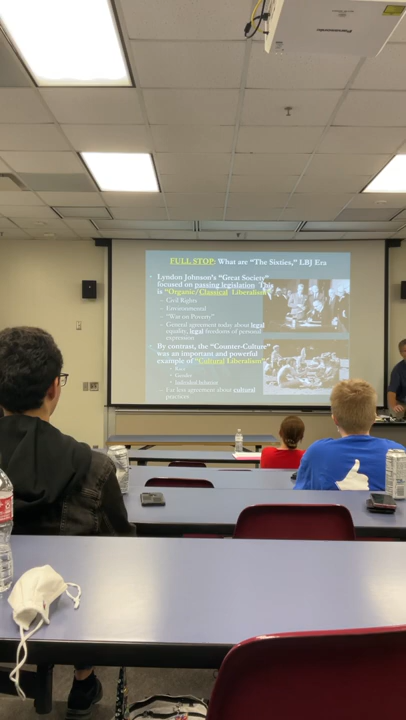 FULL STOP: What are "The Sixties," LBJ Era
- Lyndon Johnson's "Great Society"
focused on passing legislation This
is "Organic/Classical Liberalism"
- Civil Rights
- Environmental
- "War on Poverty"
- General agreement today about legal
equality, legal freedoms of personal
expression
- By contrast, the "Counter-Culture"
was an important and powerful
example of "Cultural Liberalism"
• Race
• Gender
•
- Far less agreement about cultural
practices